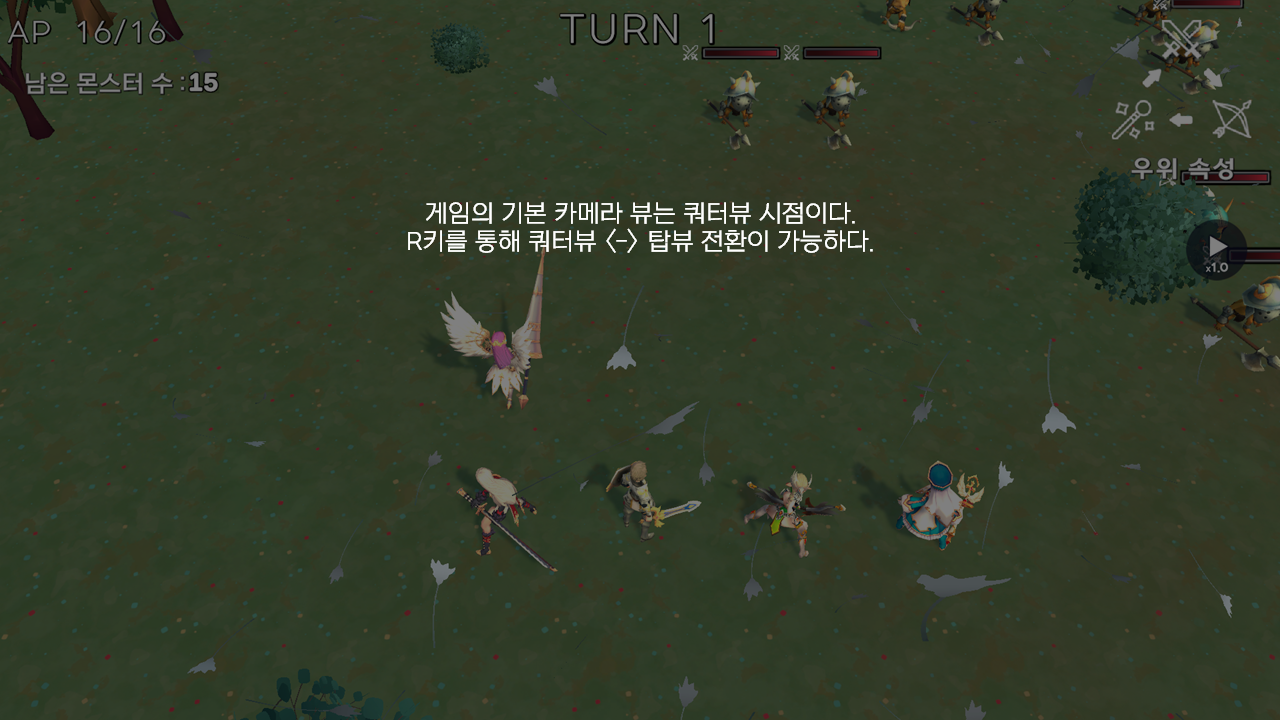 AP 16/16
TURN 1
남은 몬스터 수 :15
우위 속성
게임의 기본 카메라 뷰는 쿼터뷰 시점이다.
R키를 통해 쿼터뷰 <-> 탑뷰 전환이 가능하다.
x1.0